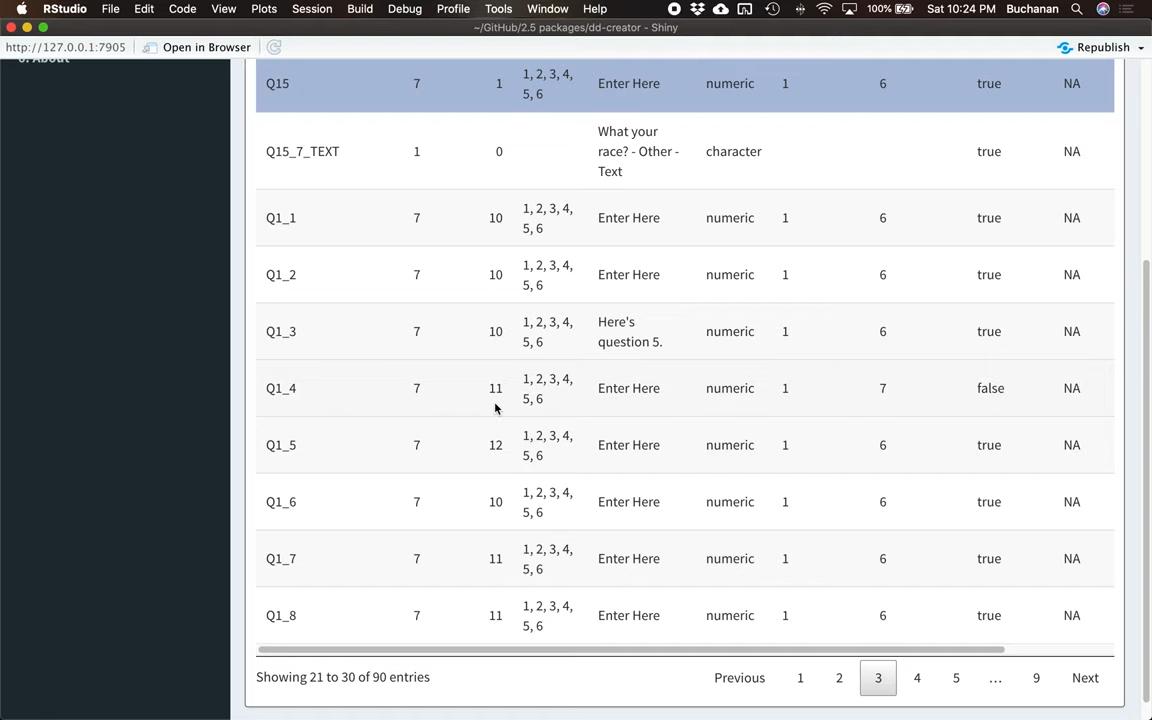 RStudio File Edit Code View Plots Session Build Debug Profile Tools Window Help 100% Sat 10:24 PM Buchanan
~/GitHub/2.5 packages/dd-creator - Shiny
http://127.0.0.1:7905 Open in Browser Republish
Q15 7 1 1, 2, 3, 4, Enter Here numeric 1 6 true NA
5, 6
What your
Q15_7_TEXT 1 0 race? - Other - character true NA
Text
Q1_1 7 10 1, 2, 3, 4, Enter Here numeric 1 6 true NA
5, 6
Q1_2 7 10 1, 2, 3, 4, Enter Here numeric 1 6 true NA
5, 6
Q1_3 7 10 1, 2, 3, 4, Here's numeric 1 6 true NA
5, 6 question 5.
Q1_4 7 11 1, 2, 3, 4, Enter Here numeric 1 7 false NA
5, 6
Q1_5 7 12 1, 2, 3, 4, Enter Here numeric 1 6 true NA
5, 6
Q1_6 7 10 1, 2, 3, 4, Enter Here numeric 1 6 true NA
5, 6
Q1_7 7 11 1, 2, 3, 4, Enter Here numeric 1 6 true NA
5, 6
Q1_8 7 11 1, 2, 3, 4, Enter Here numeric 1 6 true NA
5, 6
Showing 21 to 30 of 90 entries Previous 1 2 3 4 5 ... 9 Next